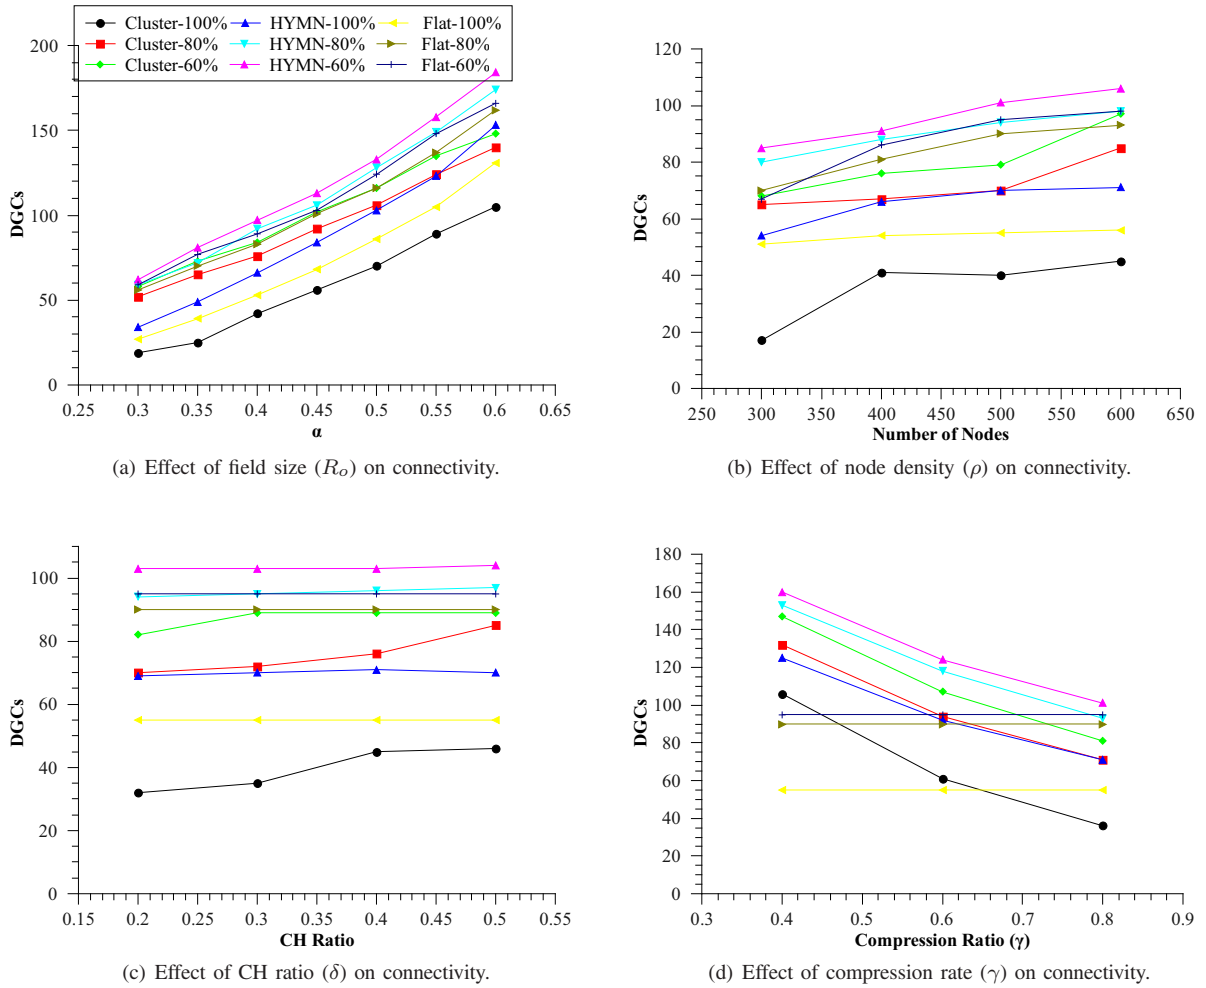 Cluster-100% HYMN-100% Flat-100%
Cluster-80% HYMN-80% Flat-80%
Cluster-60% HYMN-60% Flat-60%
200
150
100
50
0
DGCs
0.25 0.3 0.35 0.4 0.45 0.5 0.55 0.6 0.65
α
(a) Effect of field size (Rₒ) on connectivity.
120
100
80
60
40
20
0
DGCs
250 300 350 400 450 500 550 600 650
Number of Nodes
(b) Effect of node density (ρ) on connectivity.
100
80
60
40
20
0
DGCs
0.15 0.2 0.25 0.3 0.35 0.4 0.45 0.5 0.55
CH Ratio
(c) Effect of CH ratio (δ) on connectivity.
180
160
140
120
100
80
60
40
20
0
DGCs
0.3 0.4 0.5 0.6 0.7 0.8 0.9
Compression Ratio (γ)
(d) Effect of compression rate (γ) on connectivity.